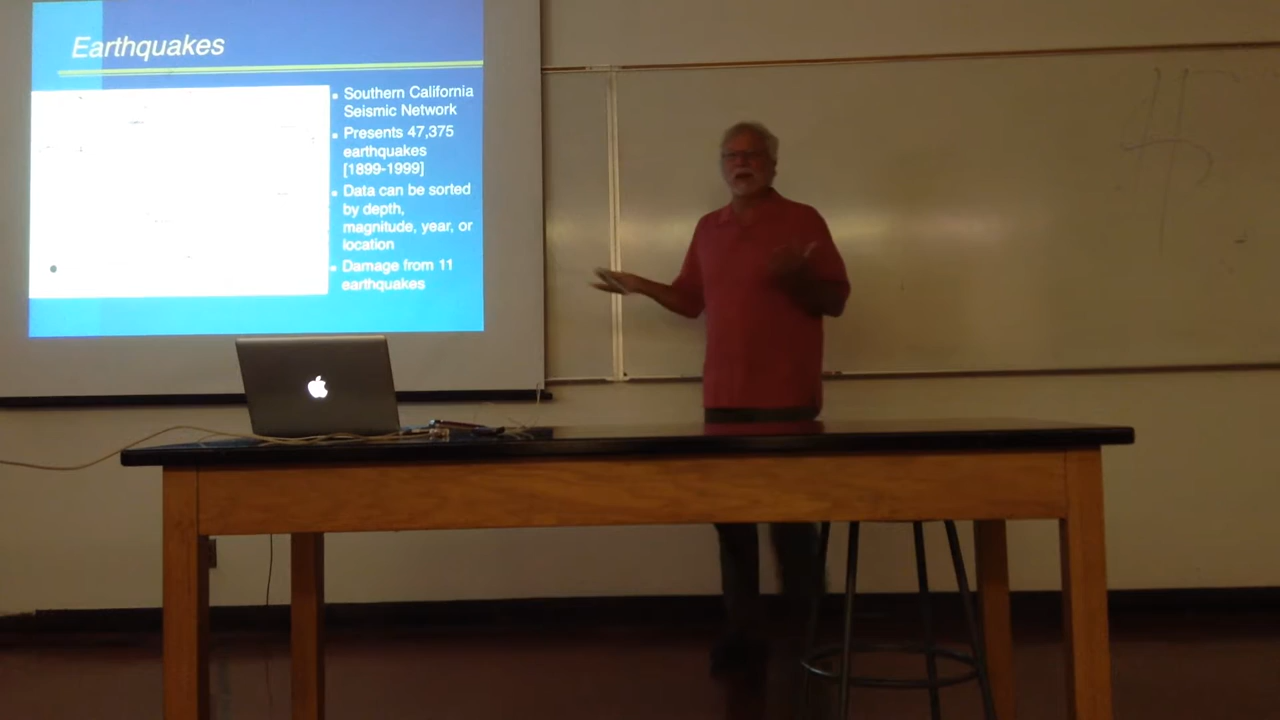 Earthquakes
Southern California
Seismic Network
Presents 47,375
earthquakes
[1899-1999]
Data can be sorted
by depth,
magnitude, year, or
location
Damage from 11
earthquakes